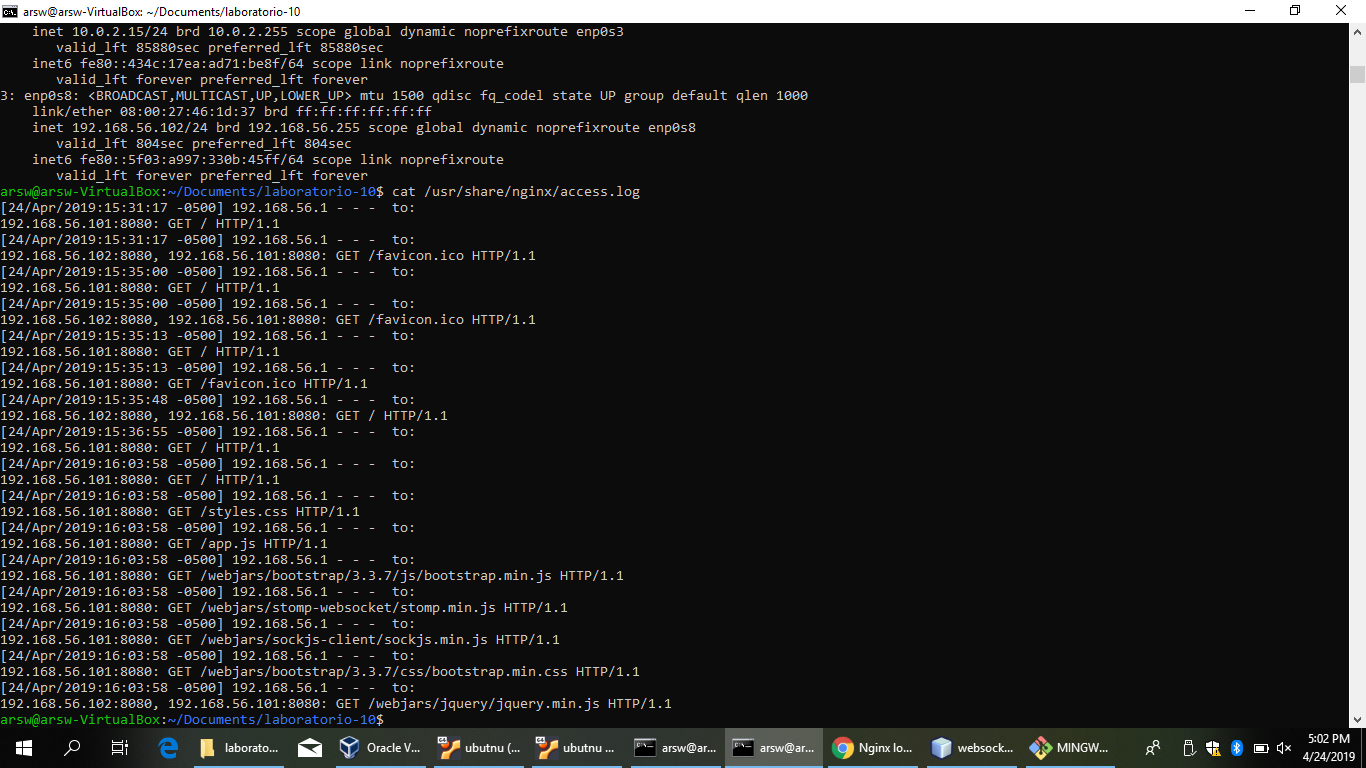 arsw@arsw-VirtualBox: ~/Documents/laboratorio-10
inet 10.0.2.15/24 brd 10.0.2.255 scope global dynamic noprefixroute enp0s3
valid_lft 85880sec preferred_lft 85880sec
inet6 fe80::434c:17ea:ad71:be8f/64 scope link noprefixroute
valid_lft forever preferred_lft forever
3: enp0s8: <BROADCAST,MULTICAST,UP,LOWER_UP> mtu 1500 qdisc fq_codel state UP group default qlen 1000
link/ether 08:00:27:46:1d:37 brd ff:ff:ff:ff:ff:ff
inet 192.168.56.102/24 brd 192.168.56.255 scope global dynamic noprefixroute enp0s8
valid_lft 804sec preferred_lft 804sec
inet6 fe80::5f03:a997:330b:45ff/64 scope link noprefixroute
valid_lft forever preferred_lft forever
arsw@arsw-VirtualBox:~/Documents/laboratorio-10$ cat /usr/share/nginx/access.log
[24/Apr/2019:15:31:17 -0500] 192.168.56.1 - - -  to:
192.168.56.101:8080: GET / HTTP/1.1
[24/Apr/2019:15:31:17 -0500] 192.168.56.1 - - -  to:
192.168.56.102:8080, 192.168.56.101:8080: GET /favicon.ico HTTP/1.1
[24/Apr/2019:15:35:00 -0500] 192.168.56.1 - - -  to:
192.168.56.101:8080: GET / HTTP/1.1
[24/Apr/2019:15:35:00 -0500] 192.168.56.1 - - -  to:
192.168.56.102:8080, 192.168.56.101:8080: GET /favicon.ico HTTP/1.1
[24/Apr/2019:15:35:13 -0500] 192.168.56.1 - - -  to:
192.168.56.101:8080: GET / HTTP/1.1
[24/Apr/2019:15:35:13 -0500] 192.168.56.1 - - -  to:
192.168.56.101:8080: GET /favicon.ico HTTP/1.1
[24/Apr/2019:15:35:48 -0500] 192.168.56.1 - - -  to:
192.168.56.102:8080, 192.168.56.101:8080: GET / HTTP/1.1
[24/Apr/2019:15:36:55 -0500] 192.168.56.1 - - -  to:
192.168.56.101:8080: GET / HTTP/1.1
[24/Apr/2019:16:03:58 -0500] 192.168.56.1 - - -  to:
192.168.56.101:8080: GET / HTTP/1.1
[24/Apr/2019:16:03:58 -0500] 192.168.56.1 - - -  to:
192.168.56.101:8080: GET /styles.css HTTP/1.1
[24/Apr/2019:16:03:58 -0500] 192.168.56.1 - - -  to:
192.168.56.101:8080: GET /app.js HTTP/1.1
[24/Apr/2019:16:03:58 -0500] 192.168.56.1 - - -  to:
192.168.56.101:8080: GET /webjars/bootstrap/3.3.7/js/bootstrap.min.js HTTP/1.1
[24/Apr/2019:16:03:58 -0500] 192.168.56.1 - - -  to:
192.168.56.101:8080: GET /webjars/stomp-websocket/stomp.min.js HTTP/1.1
[24/Apr/2019:16:03:58 -0500] 192.168.56.1 - - -  to:
192.168.56.101:8080: GET /webjars/sockjs-client/sockjs.min.js HTTP/1.1
[24/Apr/2019:16:03:58 -0500] 192.168.56.1 - - -  to:
192.168.56.101:8080: GET /webjars/bootstrap/3.3.7/css/bootstrap.min.css HTTP/1.1
[24/Apr/2019:16:03:58 -0500] 192.168.56.1 - - -  to:
192.168.56.102:8080, 192.168.56.101:8080: GET /webjars/jquery/jquery.min.js HTTP/1.1
arsw@arsw-VirtualBox:~/Documents/laboratorio-10$
laborato... Oracle V... ubutnu (... ubutnu ... arsw@ar... arsw@ar... Nginx lo... websock... MINGW... 5:02 PM
4/24/2019